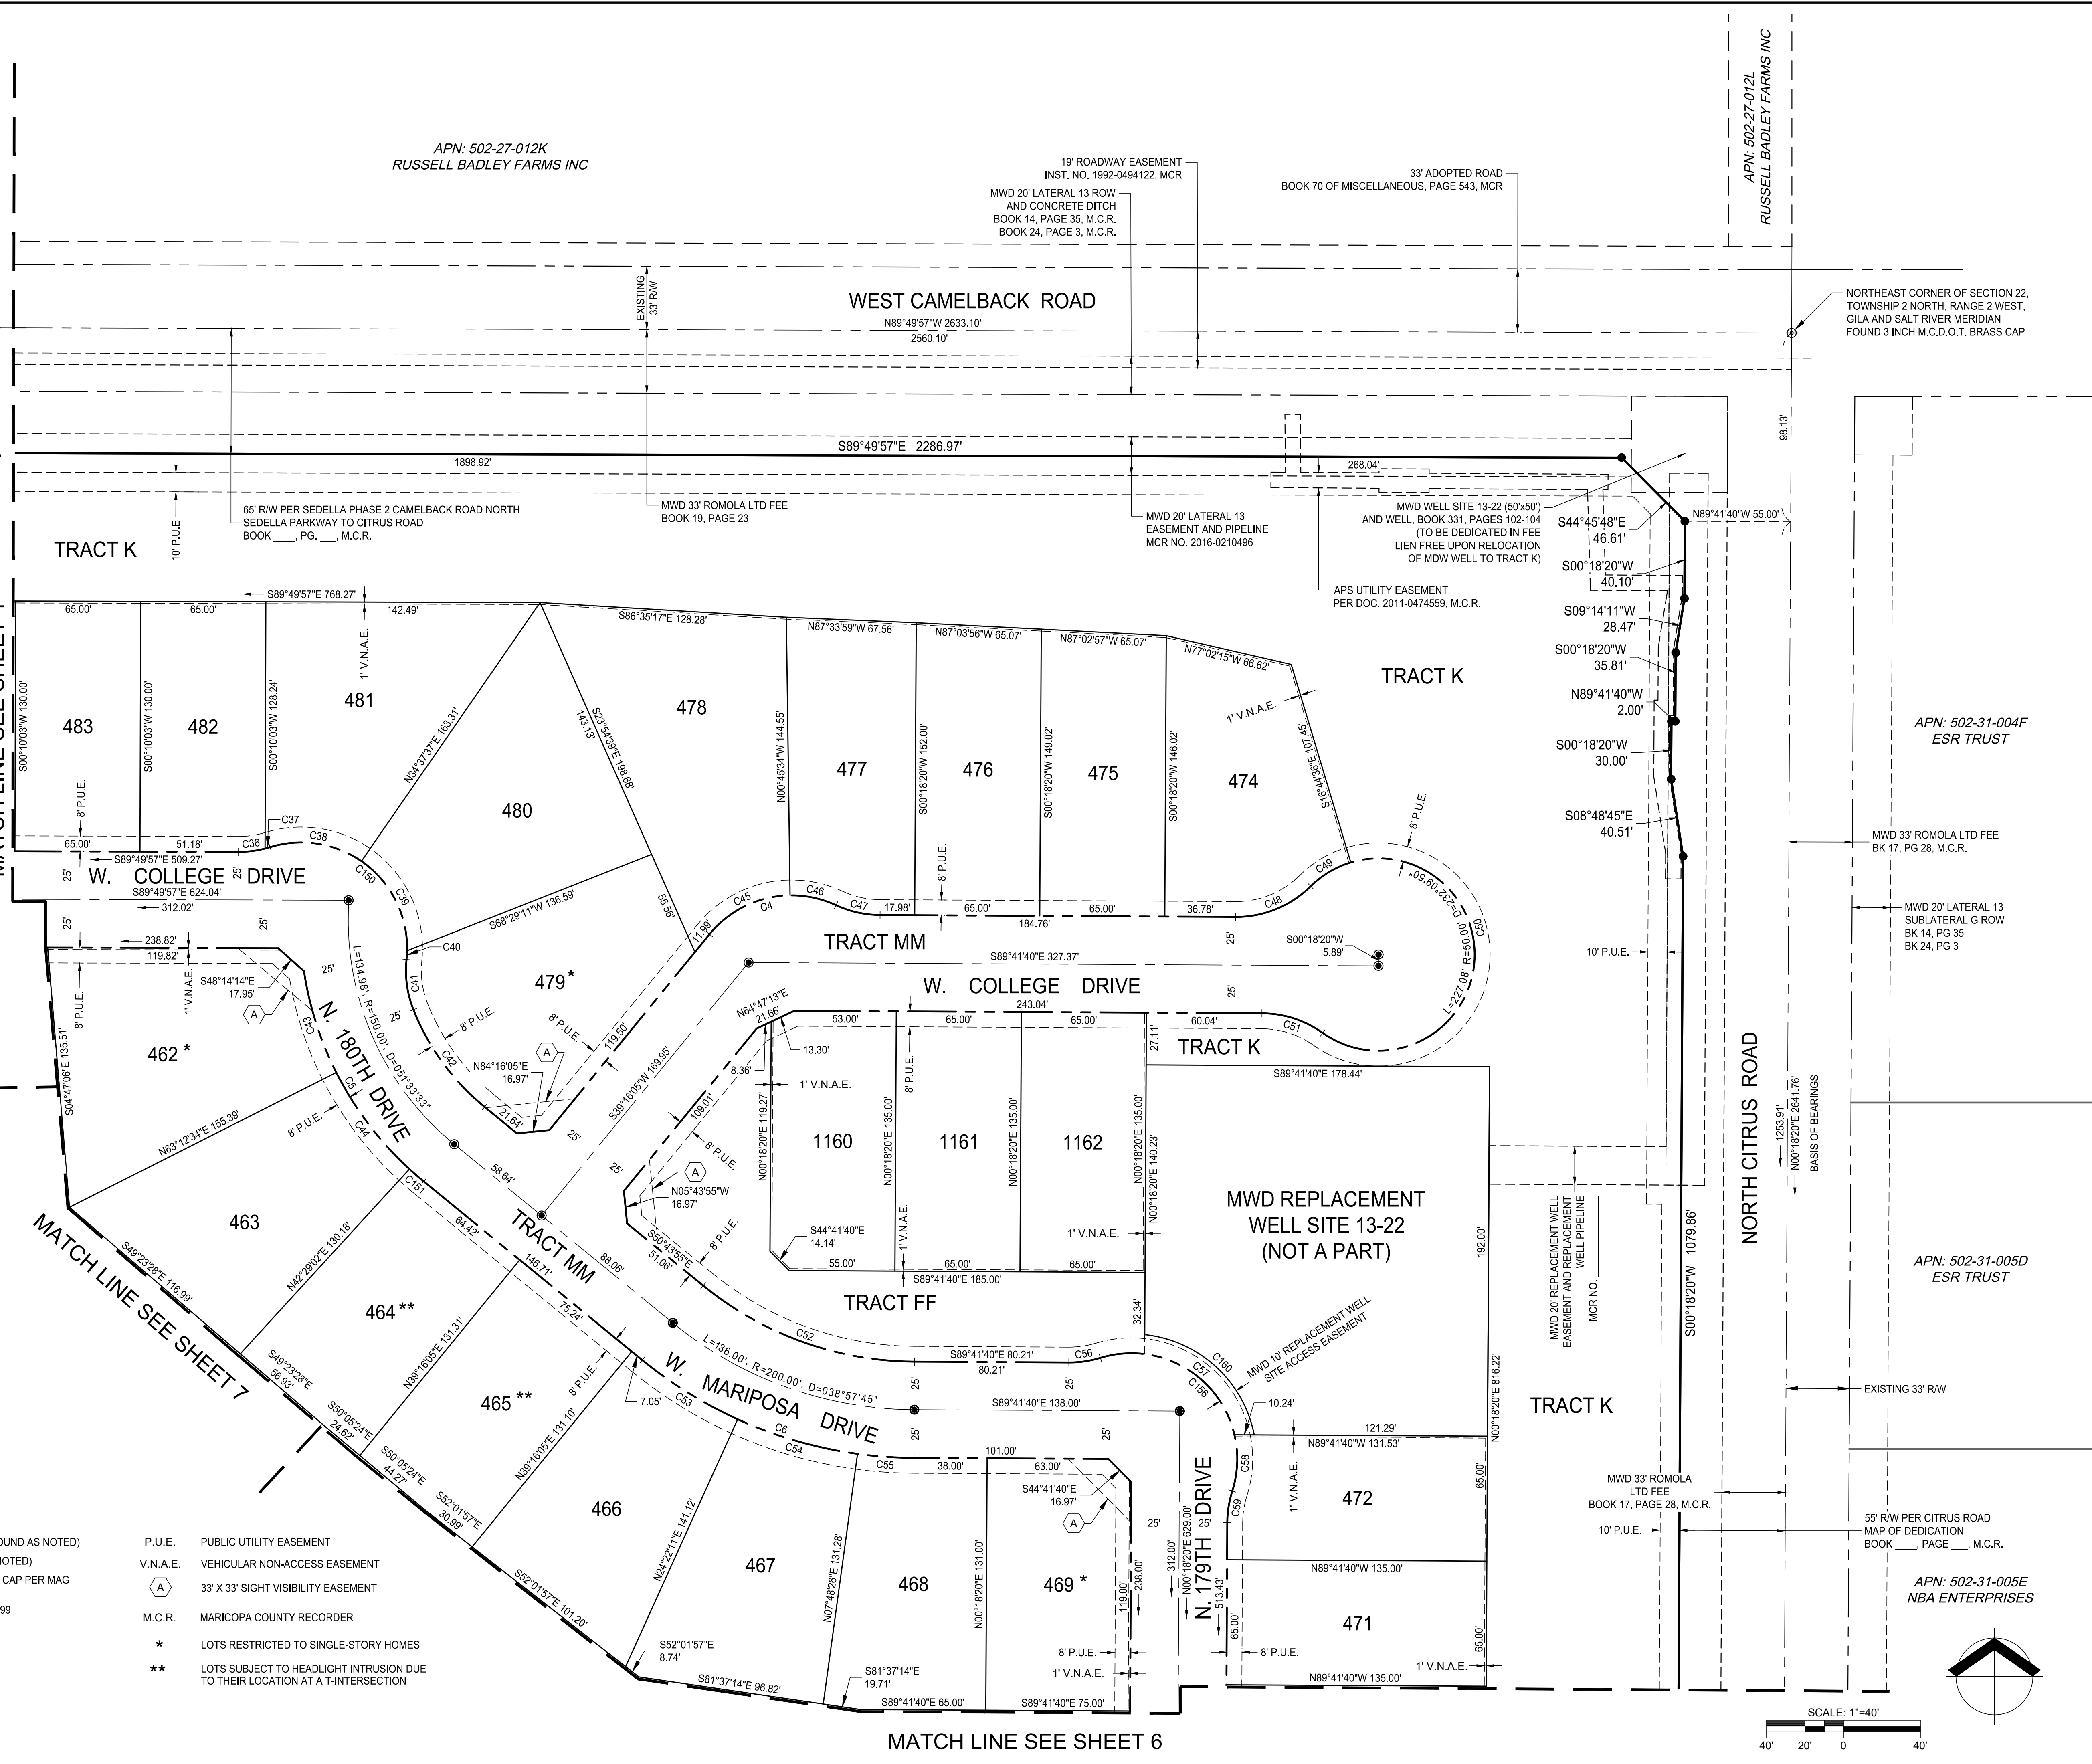 APN: 502-27-012K
RUSSELL BADLEY FARMS INC
APN: 502-27-012L
RUSSELL BADLEY FARMS INC
19' ROADWAY EASEMENT
INST. NO. 1992-0494122, MCR
MWD 20' LATERAL 13 ROW
AND CONCRETE DITCH
BOOK 14, PAGE 35, M.C.R.
BOOK 24, PAGE 3, M.C.R.
33' ADOPTED ROAD
BOOK 70 OF MISCELLANEOUS, PAGE 543, MCR
EXISTING
33' R/W
WEST CAMELBACK ROAD
N89°49'57"W 2633.10'
2560.10'
NORTHEAST CORNER OF SECTION 22,
TOWNSHIP 2 NORTH, RANGE 2 WEST,
GILA AND SALT RIVER MERIDIAN
FOUND 3 INCH M.C.D.O.T. BRASS CAP
98.13'
S89°49'57"E 2286.97'
1898.92'
268.04'
10' P.U.E
65' R/W PER SEDELLA PHASE 2 CAMELBACK ROAD NORTH
SEDELLA PARKWAY TO CITRUS ROAD
BOOK ____, PG. ___, M.C.R.
MWD 33' ROMOLA LTD FEE
BOOK 19, PAGE 23
MWD 20' LATERAL 13
EASEMENT AND PIPELINE
MCR NO. 2016-0210496
MWD WELL SITE 13-22 (50'x50')
AND WELL, BOOK 331, PAGES 102-104
(TO BE DEDICATED IN FEE
LIEN FREE UPON RELOCATION
OF MDW WELL TO TRACT K)
APS UTILITY EASEMENT
PER DOC. 2011-0474559, M.C.R.
N89°41'40"W 55.00'
S44°45'48"E
46.61'
S00°18'20"W
40.10'
S09°14'11"W
28.47'
S00°18'20"W
35.81'
N89°41'40"W
2.00'
S00°18'20"W
30.00'
S08°48'45"E
40.51'
TRACT K
TRACT K
S89°49'57"E 768.27'
65.00'
65.00'
142.49'
1' V.N.A.E.
S86°35'17"E 128.28'
N87°33'59"W 67.56'
N87°03'56"W 65.07'
N87°02'57"W 65.07'
N77°02'15"W 66.62'
1' V.N.A.E.
S00°10'03"W 130.00'
483
S00°10'03"W 130.00'
482
S00°10'03"W 128.24'
481
N34°37'37"E 163.31'
480
S23°54'39"E 198.68'
143.13'
478
N00°45'34"W 144.55'
477
S00°18'20"W 152.00'
476
S00°18'20"W 149.02'
475
S00°18'20"W 146.02'
474
S16°44'36"E 107.45'
8' P.U.E.
8' P.U.E.
8' P.U.E.
65.00'
51.18'
C36
C37
C38
C150
C39
C40
C41
C42
S89°49'57"E 509.27'
25'
25'
W. COLLEGE DRIVE
S89°49'57"E 624.04'
312.02'
25'
25'
S68°29'11"W 136.59'
55.56'
11.99'
C45
C4
C46
C47
17.98'
65.00'
65.00'
36.78'
184.76'
C48
C49
D=232°09'50"
R=50.00'
L=227.08'
C50
TRACT MM
25'
S00°18'20"W
5.89'
S89°41'40"E 327.37'
W. COLLEGE DRIVE
25'
238.82'
119.82'
1' V.N.A.E.
8' P.U.E.
S48°14'14"E
17.95'
A
C43
25'
L=134.98', R=150.00', D=051°33'33"
25'
N. 180TH DRIVE
462 *
S04°47'06"E 135.51'
N63°12'34"E 155.39'
8' P.U.E.
C5
C44
C151
479*
8' P.U.E.
8' P.U.E.
119.50'
A
N84°16'05"E
16.97'
21.64'
25'
58.64'
S39°16'05"W 169.95'
25'
N64°47'13"E
21.66'
13.30'
8.36'
1' V.N.A.E.
109.01'
8' P.U.E.
A
N05°43'55"W
16.97'
8' P.U.E.
S50°43'55"E
51.06'
243.04'
53.00'
65.00'
65.00'
60.04'
C51
8' P.U.E.
27.11'
TRACT K
S89°41'40"E 178.44'
N00°18'20"E 119.27'
1160
N00°18'20"E 135.00'
1161
N00°18'20"E 135.00'
1162
N00°18'20"E 135.00'
N00°18'20"E 140.23'
1' V.N.A.E.
1' V.N.A.E.
S44°41'40"E
14.14'
55.00'
65.00'
65.00'
S89°41'40"E 185.00'
TRACT FF
32.34'
MWD REPLACEMENT
WELL SITE 13-22
(NOT A PART)
192.00'
MWD 10' REPLACEMENT WELL
SITE ACCESS EASEMENT
MWD 20' REPLACEMENT WELL
EASEMENT AND REPLACEMENT
WELL PIPELINE
MCR NO. ________
10' P.U.E.
NORTH CITRUS ROAD
S00°18'20"W 1079.86'
1253.91'
N00°18'20"E 2641.76'
BASIS OF BEARINGS
APN: 502-31-004F
ESR TRUST
MWD 33' ROMOLA LTD FEE
BK 17, PG 28, M.C.R.
MWD 20' LATERAL 13
SUBLATERAL G ROW
BK 14, PG 35
BK 24, PG 3
APN: 502-31-005D
ESR TRUST
EXISTING 33' R/W
MATCH LINE SEE SHEET 7
463
S49°23'28"E 116.99'
N42°29'02"E 130.18'
464**
S49°23'28"E
56.93'
S50°05'24"E
24.62'
N39°16'05"E 131.31'
64.42'
146.71'
75.24'
TRACT MM
88.06'
465 **
8' P.U.E.
7.05'
N39°16'05"E 131.10'
S50°05'24"E
44.27'
S52°01'57"E
30.99'
466
S52°01'57"E 101.20'
N24°22'11"E 141.12'
467
N07°48'26"E 131.28'
468
N00°18'20"E 131.00'
469 *
C52
L=136.00', R=200.00', D=038°57'45"
W. MARIPOSA DRIVE
C53
C6
C54
C55
S89°41'40"E 80.21'
80.21'
C56
C57
C156
C160
10.24'
25'
25'
S89°41'40"E 138.00'
25'
25'
101.00'
38.00'
63.00'
S44°41'40"E
16.97'
A
25'
119.00'
238.00'
312.00'
N00°18'20"E 629.00'
N. 179TH DRIVE
513.43'
25'
C58
C59
65.00'
121.29'
N89°41'40"W 131.53'
1' V.N.A.E.
472
65.00'
N00°18'20"E 816.22'
N89°41'40"W 135.00'
471
65.00'
8' P.U.E.
1' V.N.A.E.
8' P.U.E.
1' V.N.A.E.
N89°41'40"W 135.00'
TRACT K
MWD 33' ROMOLA
LTD FEE
BOOK 17, PAGE 28, M.C.R.
10' P.U.E.
55' R/W PER CITRUS ROAD
MAP OF DEDICATION
BOOK ____, PAGE ___, M.C.R.
APN: 502-31-005E
NBA ENTERPRISES
S52°01'57"E
8.74'
S81°37'14"E 96.82'
S81°37'14"E
19.71'
S89°41'40"E 65.00'
S89°41'40"E 75.00'
MATCH LINE SEE SHEET 6
OUND AS NOTED)
NOTED)
CAP PER MAG
99
P.U.E. PUBLIC UTILITY EASEMENT
V.N.A.E. VEHICULAR NON-ACCESS EASEMENT
A 33' X 33' SIGHT VISIBILITY EASEMENT
M.C.R. MARICOPA COUNTY RECORDER
* LOTS RESTRICTED TO SINGLE-STORY HOMES
** LOTS SUBJECT TO HEADLIGHT INTRUSION DUE
TO THEIR LOCATION AT A T-INTERSECTION
SCALE: 1"=40'
40' 20' 0 40'